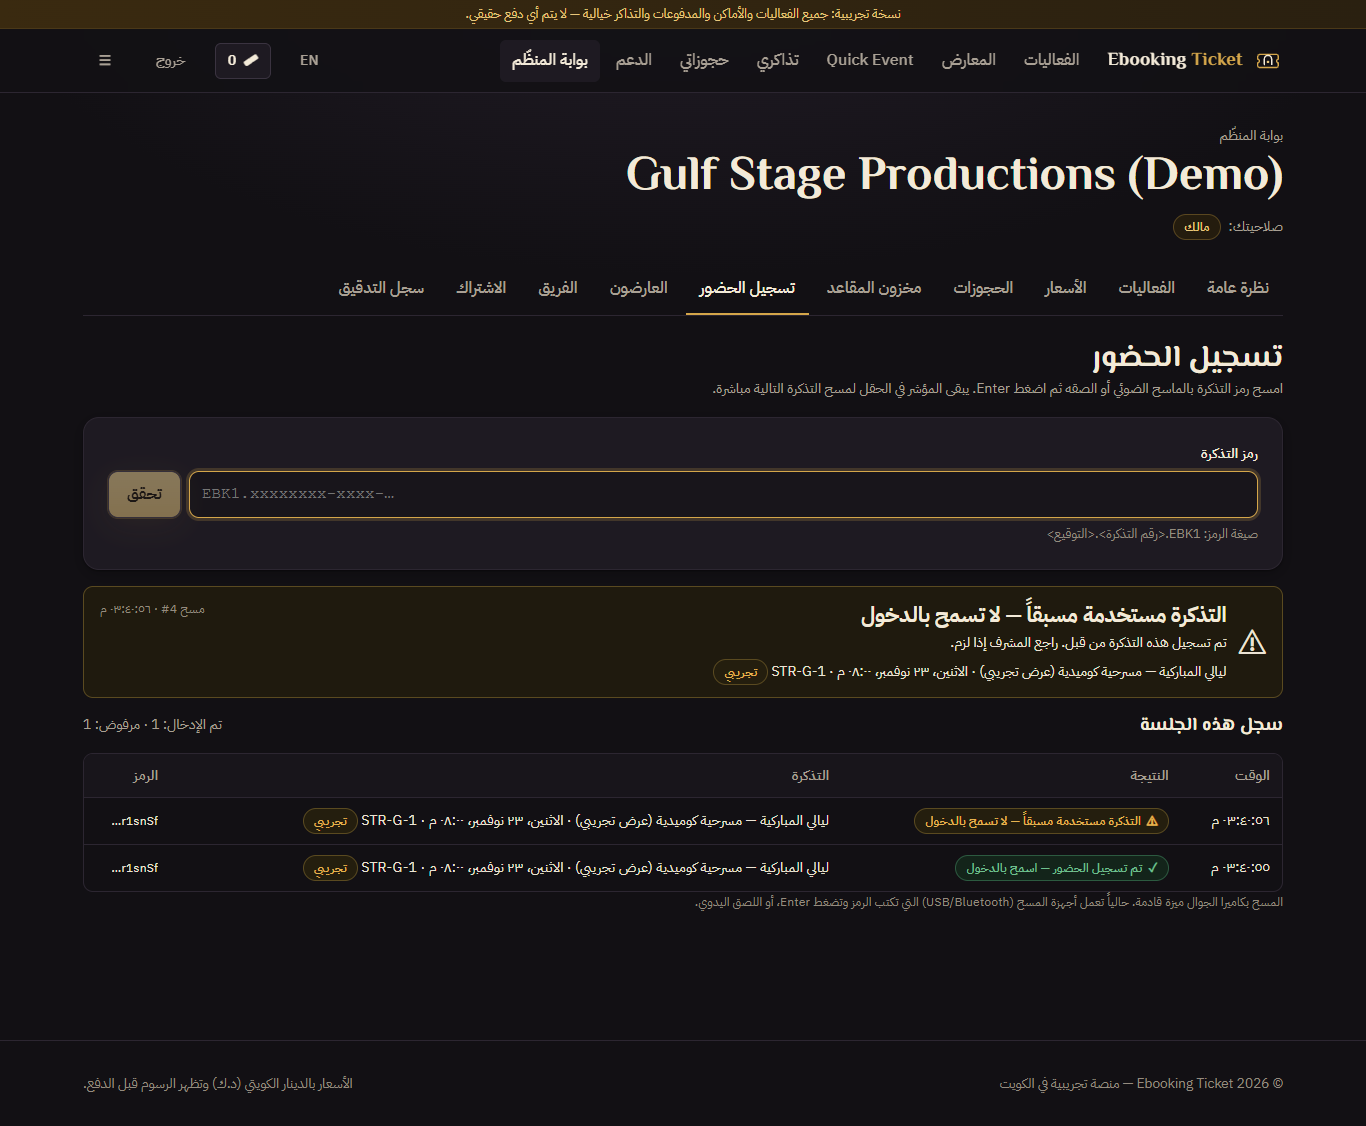 نسخة تجريبية: جميع الفعاليات والأماكن والمدفوعات والتذاكر خيالية — لا يتم أي دفع حقيقي.
Ebooking Ticket
الفعاليات
المعارض
Quick Event
تذاكري
حجوزاتي
الدعم
بوابة المنظّم
EN
0
خروج
بوابة المنظّم
Gulf Stage Productions (Demo)
صلاحيتك: مالك
نظرة عامة
الفعاليات
الأسعار
الحجوزات
مخزون المقاعد
تسجيل الحضور
العارضون
الفريق
الاشتراك
سجل التدقيق
تسجيل الحضور
امسح رمز التذكرة بالماسح الضوئي أو الصقه ثم اضغط Enter. يبقى المؤشر في الحقل لمسح التذكرة التالية مباشرة.
رمز التذكرة
EBK1.xxxxxxxx-xxxx-…
تحقق
صيغة الرمز: EBK1.<رقم التذكرة>.<التوقيع>
التذكرة مستخدمة مسبقاً — لا تسمح بالدخول
مسح #4 · ٠٣:٤٠:٥٦ م
تم تسجيل هذه التذكرة من قبل. راجع المشرف إذا لزم.
ليالي المباركية — مسرحية كوميدية (عرض تجريبي) · الاثنين، ٢٣ نوفمبر، ٠٨:٠٠ م · STR-G-1 تجريبي
سجل هذه الجلسة
تم الإدخال: 1 · مرفوض: 1
الوقت
النتيجة
التذكرة
الرمز
٠٣:٤٠:٥٦ م
التذكرة مستخدمة مسبقاً — لا تسمح بالدخول
ليالي المباركية — مسرحية كوميدية (عرض تجريبي) · الاثنين، ٢٣ نوفمبر، ٠٨:٠٠ م · STR-G-1 تجريبي
…r1snSf
٠٣:٤٠:٥٥ م
تم تسجيل الحضور — اسمح بالدخول
ليالي المباركية — مسرحية كوميدية (عرض تجريبي) · الاثنين، ٢٣ نوفمبر، ٠٨:٠٠ م · STR-G-1 تجريبي
…r1snSf
المسح بكاميرا الجوال ميزة قادمة. حالياً تعمل أجهزة المسح (USB/Bluetooth) التي تكتب الرمز وتضغط Enter، أو اللصق اليدوي.
© 2026 Ebooking Ticket — منصة تجريبية في الكويت
الأسعار بالدينار الكويتي (د.ك) وتظهر الرسوم قبل الدفع.